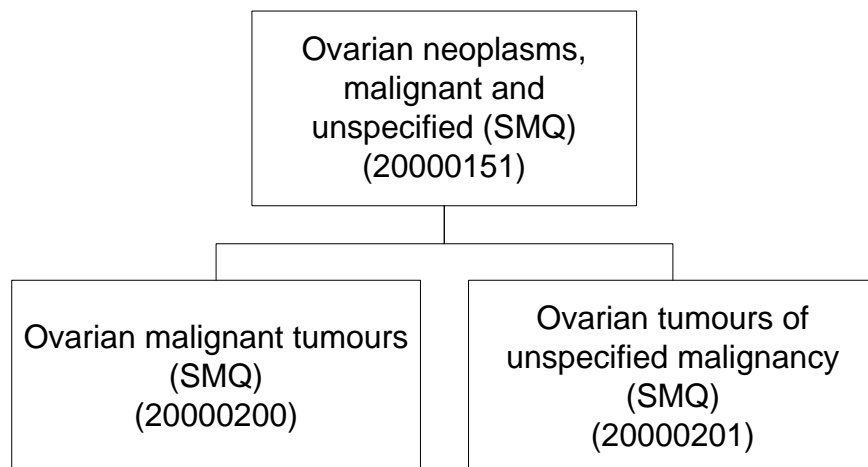 Ovarian neoplasms,
malignant and
unspecified (SMQ)
(20000151)
Ovarian malignant tumours
(SMQ)
(20000200)
Ovarian tumours of
unspecified malignancy
(SMQ)
(20000201)